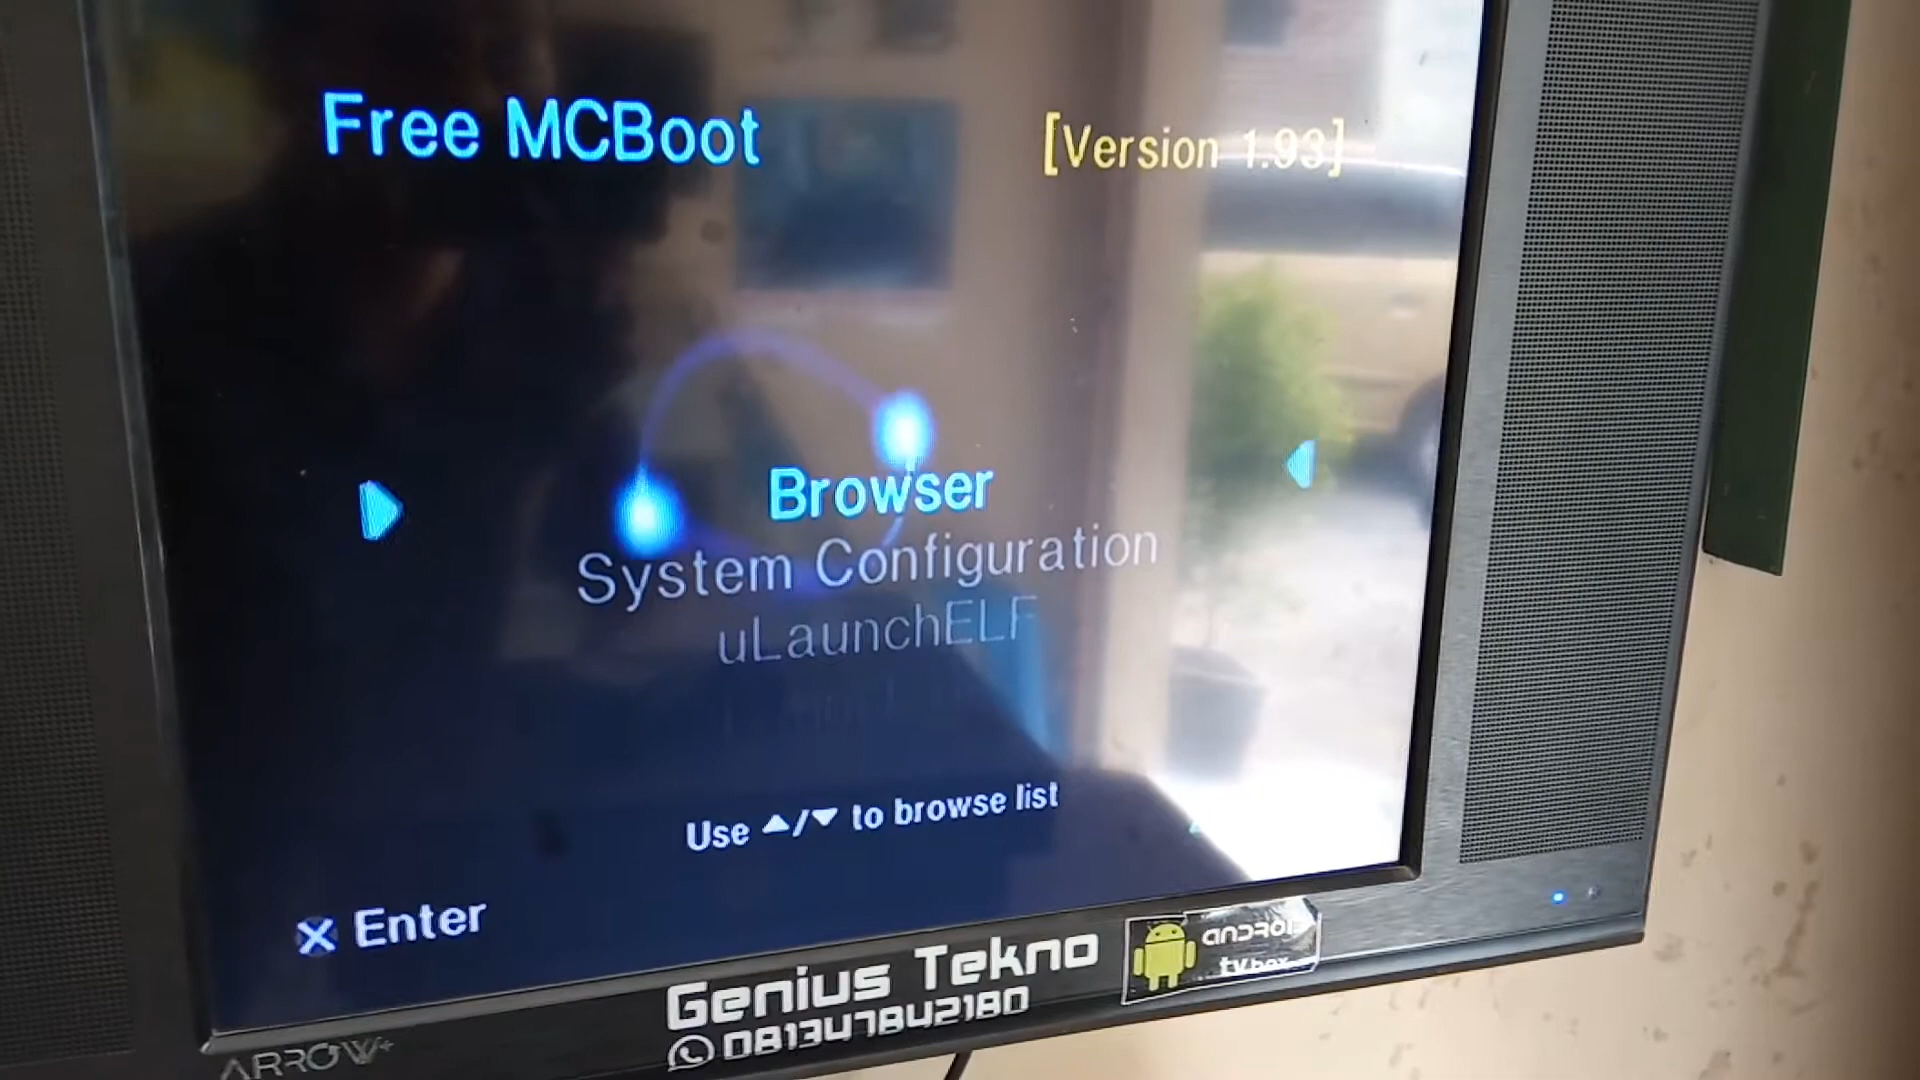 Free MCBoot
[Version 1.93]
Browser
System Configuration
uLaunchELF
Use ▲/▼ to browse list
Enter
Genius Tekno
081347842180
ANDROID
tv box
ARROW+